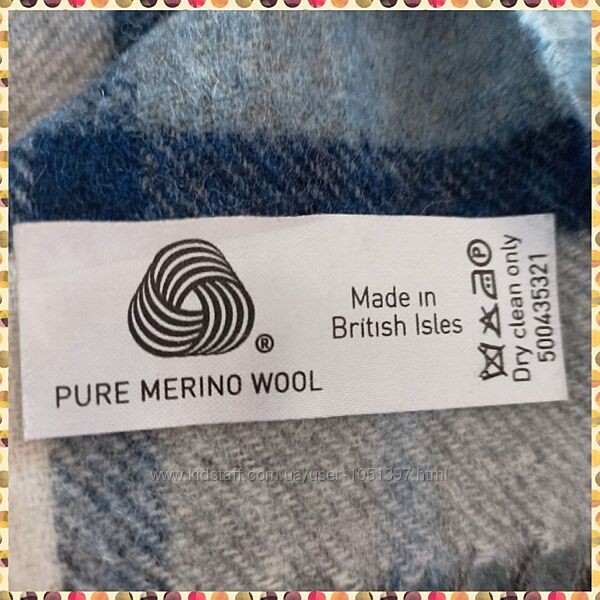 PURE MERINO WOOL
®
Made in
British Isles
P
Dry clean only
500435321
www.kidstaff.com.ua/user-1051397.html